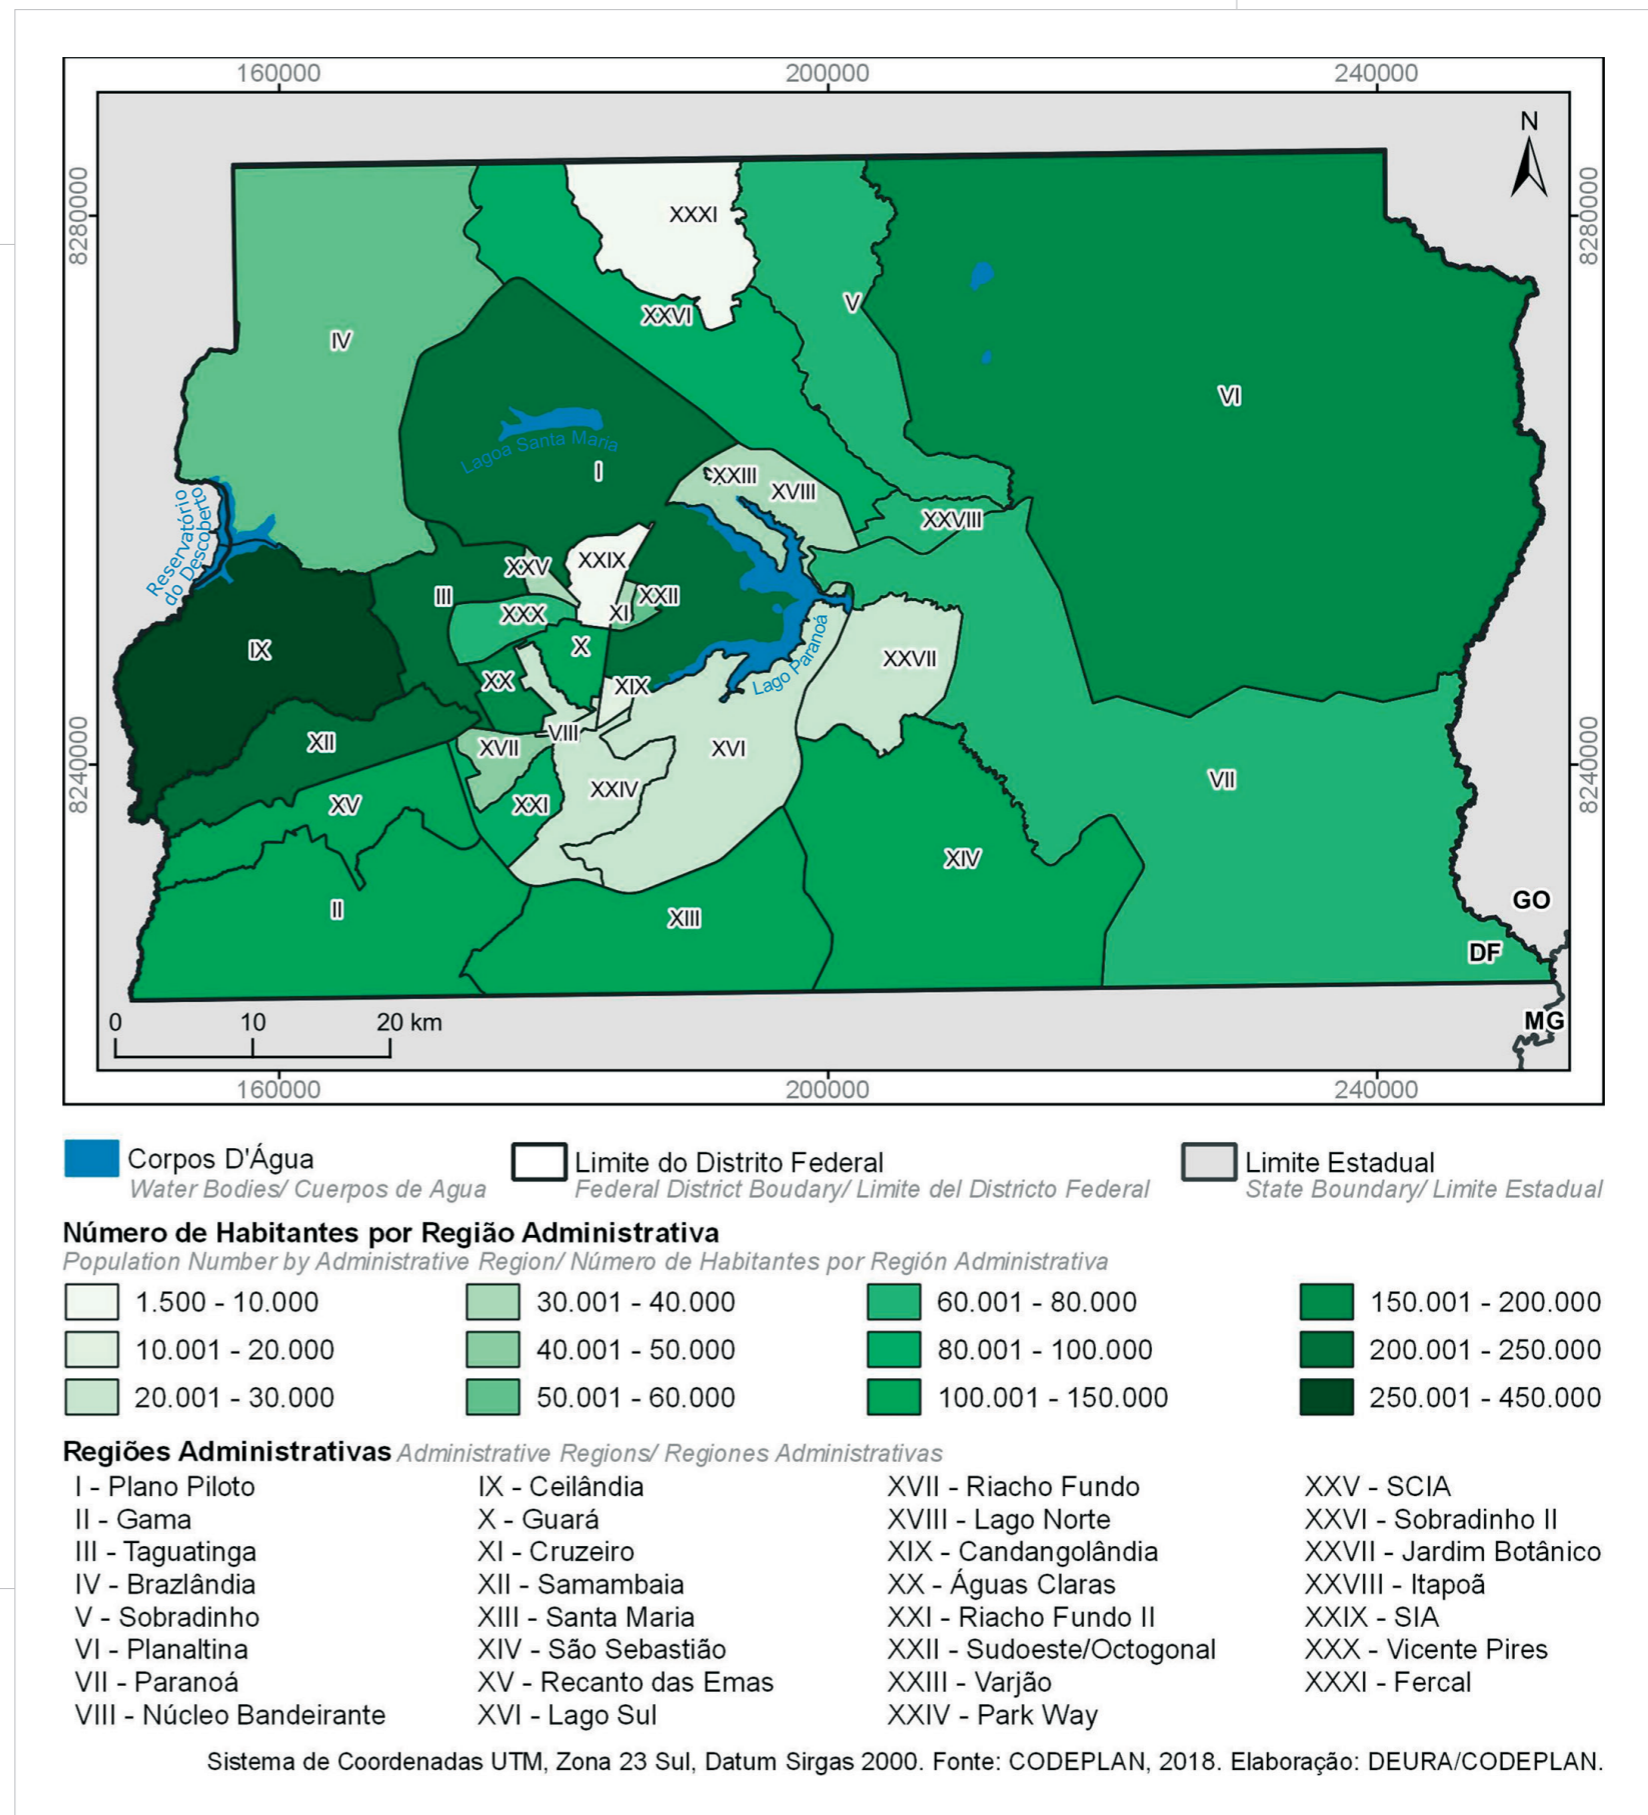 160000 200000 240000
N
8280000 8280000
XXXI
V
XXVI
IV
VI
Lagoa Santa Maria
I
XXIII
XVIII
Reservatório
do Descoberto
XXVIII
XXV
XXIX
III
XXX
XI
XXII
IX
X
Lago Paranoá
XXVII
XX
XIX
XII
XVII
VIII
XVI
8240000 8240000
VII
XXIV
XV
XXI
XIV
II
XIII
GO
DF
MG
0 10 20 km
160000 200000 240000
Corpos D'Água
Water Bodies/ Cuerpos de Agua
Limite do Distrito Federal
Federal District Boudary/ Limite del Districto Federal
Limite Estadual
State Boundary/ Limite Estadual
Número de Habitantes por Região Administrativa
Population Number by Administrative Region/ Número de Habitantes por Región Administrativa
1.500 - 10.000
10.001 - 20.000
20.001 - 30.000
30.001 - 40.000
40.001 - 50.000
50.001 - 60.000
60.001 - 80.000
80.001 - 100.000
100.001 - 150.000
150.001 - 200.000
200.001 - 250.000
250.001 - 450.000
Regiões Administrativas Administrative Regions/ Regiones Administrativas
I - Plano Piloto
II - Gama
III - Taguatinga
IV - Brazlândia
V - Sobradinho
VI - Planaltina
VII - Paranoá
VIII - Núcleo Bandeirante
IX - Ceilândia
X - Guará
XI - Cruzeiro
XII - Samambaia
XIII - Santa Maria
XIV - São Sebastião
XV - Recanto das Emas
XVI - Lago Sul
XVII - Riacho Fundo
XVIII - Lago Norte
XIX - Candangolândia
XX - Águas Claras
XXI - Riacho Fundo II
XXII - Sudoeste/Octogonal
XXIII - Varjão
XXIV - Park Way
XXV - SCIA
XXVI - Sobradinho II
XXVII - Jardim Botânico
XXVIII - Itapoã
XXIX - SIA
XXX - Vicente Pires
XXXI - Fercal
Sistema de Coordenadas UTM, Zona 23 Sul, Datum Sirgas 2000. Fonte: CODEPLAN, 2018. Elaboração: DEURA/CODEPLAN.